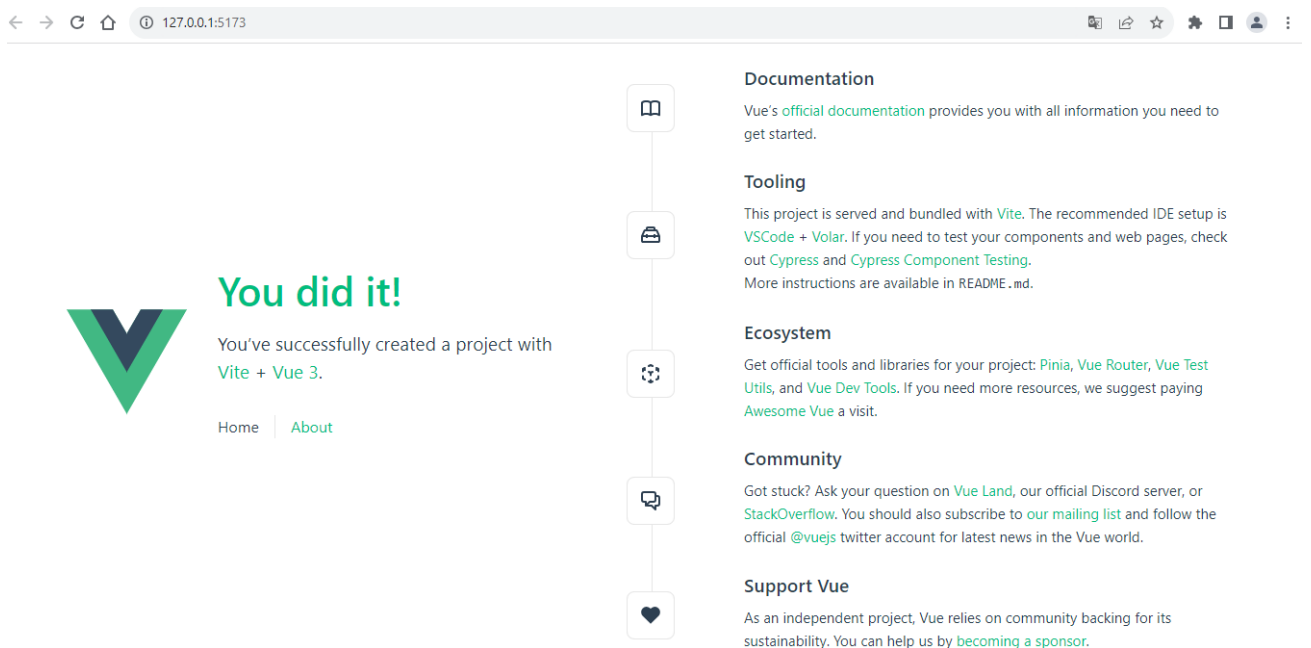 127.0.0.1:5173
You did it!
You’ve successfully created a project with
Vite + Vue 3.
Home
About
Documentation
Vue’s official documentation provides you with all information you need to
get started.
Tooling
This project is served and bundled with Vite. The recommended IDE setup is
VSCode + Volar. If you need to test your components and web pages, check
out Cypress and Cypress Component Testing.
More instructions are available in README.md.
Ecosystem
Get official tools and libraries for your project: Pinia, Vue Router, Vue Test
Utils, and Vue Dev Tools. If you need more resources, we suggest paying
Awesome Vue a visit.
Community
Got stuck? Ask your question on Vue Land, our official Discord server, or
StackOverflow. You should also subscribe to our mailing list and follow the
official @vuejs twitter account for latest news in the Vue world.
Support Vue
As an independent project, Vue relies on community backing for its
sustainability. You can help us by becoming a sponsor.